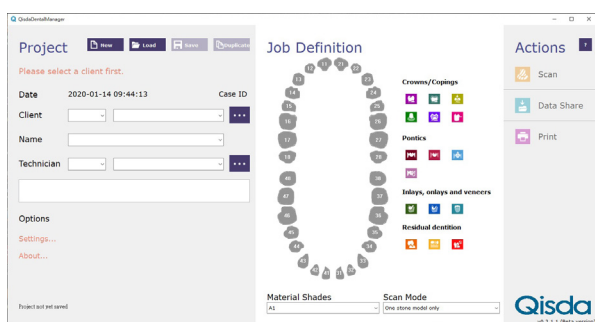 QisdaDentalManager
Project
New
Load
Save
Duplicate
Please select a client first.
Date 2020-01-14 09:44:13 Case ID
Client
Name
Technician
Options
Settings...
About...
Project not yet saved
Job Definition
11 21
12 22
13 23
14 24
15 25
16 26
17 27
18 28
48 38
47 37
46 36
45 35
44 34
43 33
42 41 31 32
Crowns/Copings
Pontics
Inlays, onlays and veneers
Residual dentition
Material Shades
A1
Scan Mode
One stone model only
Actions
?
Scan
Data Share
Print
Qisda